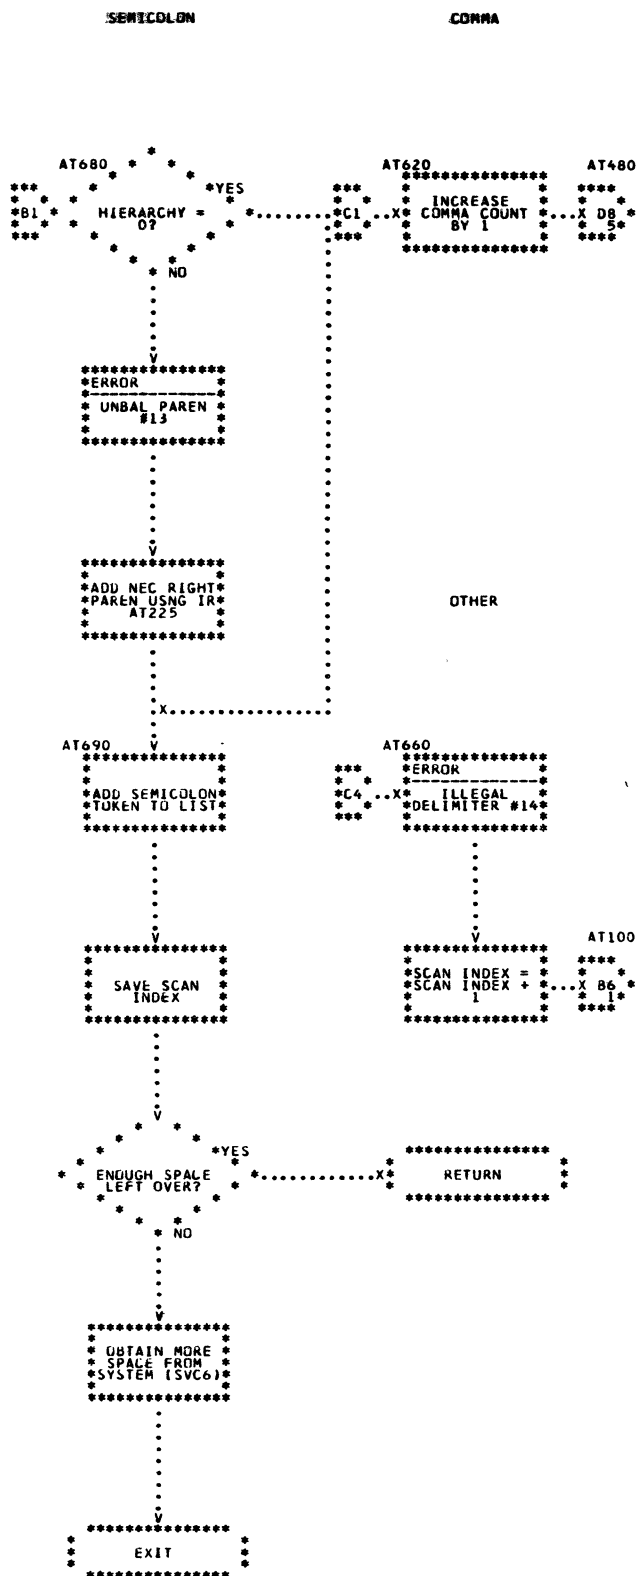 SEMICOLON
COMMA
AT680
B1
HIERARCHY =
0?
YES
NO
AT620
C1
INCREASE
COMMA COUNT
BY 1
AT480
D8
5
ERROR
UNBAL PAREN
#13
ADD NEC RIGHT
PAREN USNG IR
AT225
OTHER
X
AT690
ADD SEMICOLON
TOKEN TO LIST
AT660
C4
ERROR
ILLEGAL
DELIMITER #14
SAVE SCAN
INDEX
SCAN INDEX =
SCAN INDEX +
1
AT100
B6
1
ENOUGH SPACE
LEFT OVER?
YES
NO
RETURN
OBTAIN MORE
SPACE FROM
SYSTEM (SVC6)
EXIT